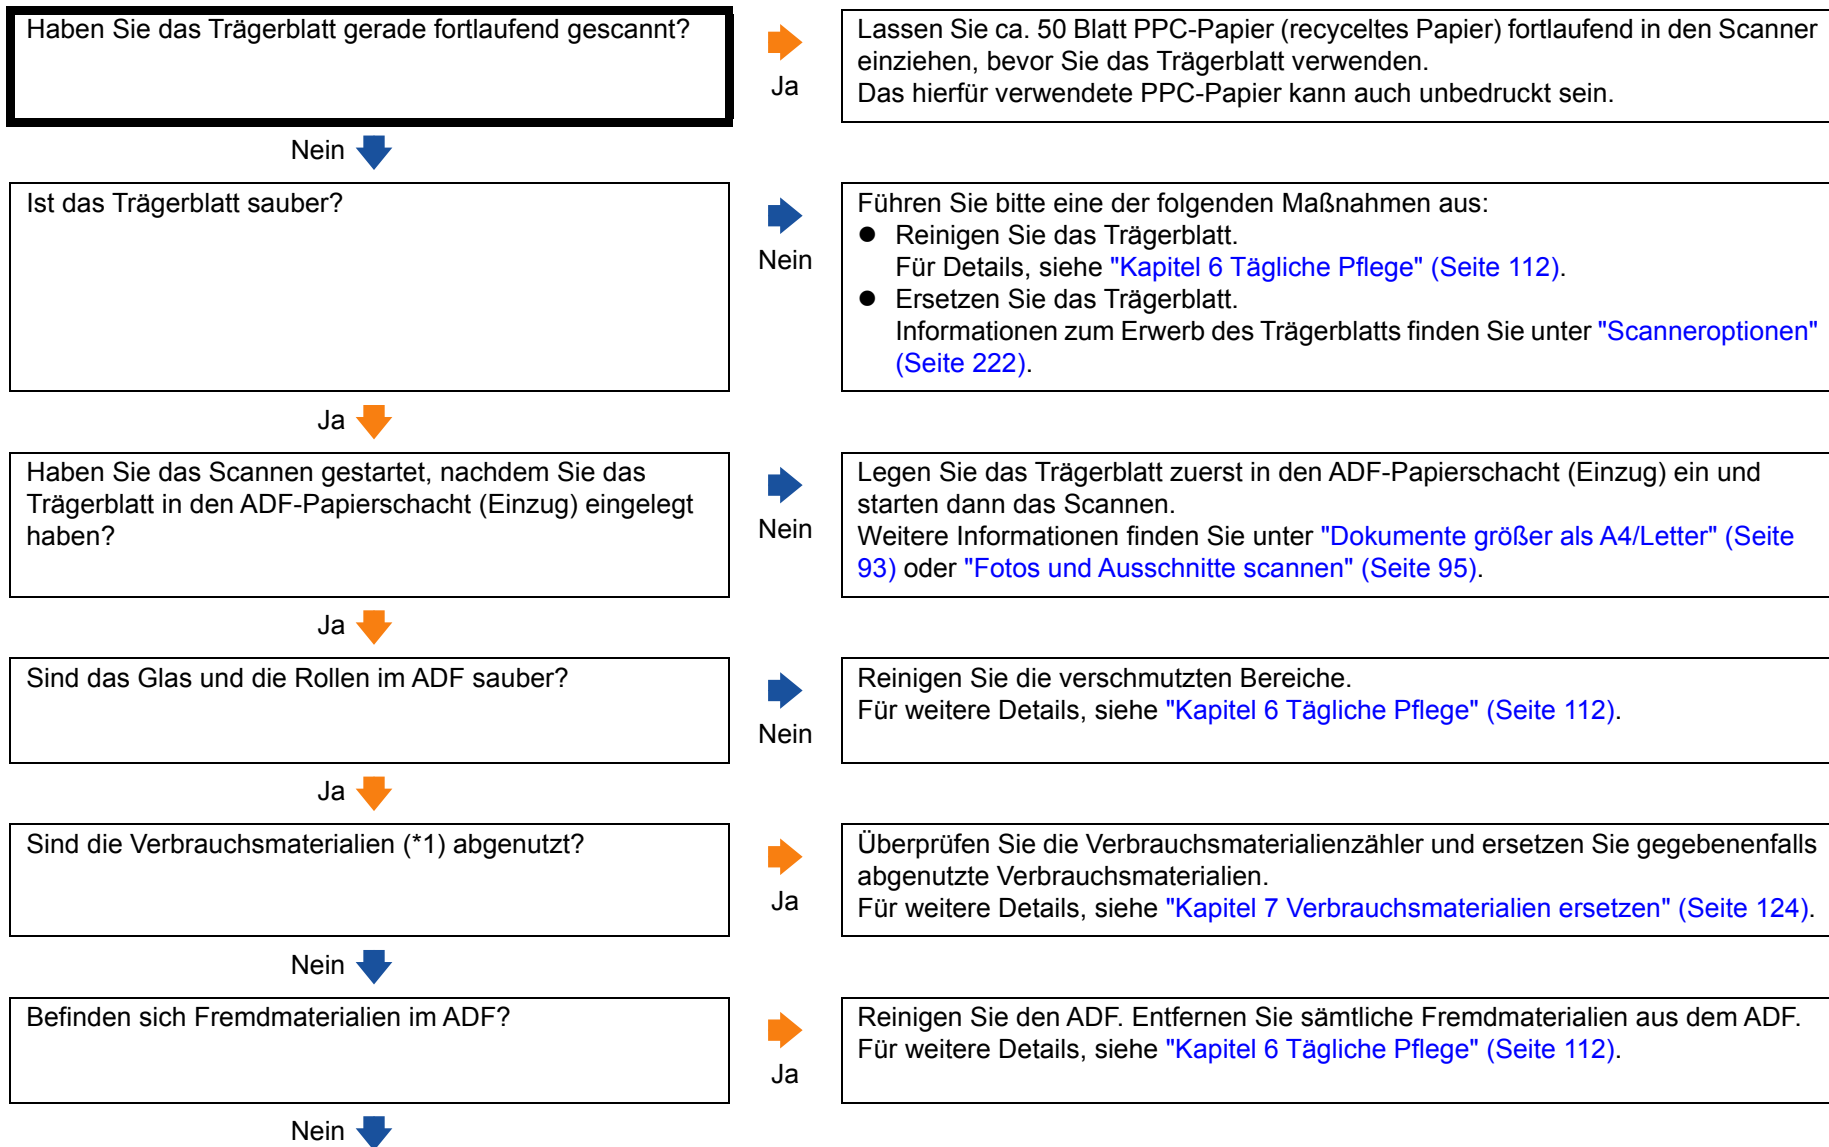 Haben Sie das Trägerblatt gerade fortlaufend gescannt?
Ja
Lassen Sie ca. 50 Blatt PPC-Papier (recyceltes Papier) fortlaufend in den Scanner
einziehen, bevor Sie das Trägerblatt verwenden.
Das hierfür verwendete PPC-Papier kann auch unbedruckt sein.
Nein
Ist das Trägerblatt sauber?
Nein
Führen Sie bitte eine der folgenden Maßnahmen aus:
● Reinigen Sie das Trägerblatt.
Für Details, siehe "Kapitel 6 Tägliche Pflege" (Seite 112).
● Ersetzen Sie das Trägerblatt.
Informationen zum Erwerb des Trägerblatts finden Sie unter "Scanneroptionen"
(Seite 222).
Ja
Haben Sie das Scannen gestartet, nachdem Sie das
Trägerblatt in den ADF-Papierschacht (Einzug) eingelegt
haben?
Nein
Legen Sie das Trägerblatt zuerst in den ADF-Papierschacht (Einzug) ein und
starten dann das Scannen.
Weitere Informationen finden Sie unter "Dokumente größer als A4/Letter" (Seite
93) oder "Fotos und Ausschnitte scannen" (Seite 95).
Ja
Sind das Glas und die Rollen im ADF sauber?
Nein
Reinigen Sie die verschmutzten Bereiche.
Für weitere Details, siehe "Kapitel 6 Tägliche Pflege" (Seite 112).
Ja
Sind die Verbrauchsmaterialien (*1) abgenutzt?
Ja
Überprüfen Sie die Verbrauchsmaterialienzähler und ersetzen Sie gegebenenfalls
abgenutzte Verbrauchsmaterialien.
Für weitere Details, siehe "Kapitel 7 Verbrauchsmaterialien ersetzen" (Seite 124).
Nein
Befinden sich Fremdmaterialien im ADF?
Ja
Reinigen Sie den ADF. Entfernen Sie sämtliche Fremdmaterialien aus dem ADF.
Für weitere Details, siehe "Kapitel 6 Tägliche Pflege" (Seite 112).
Nein